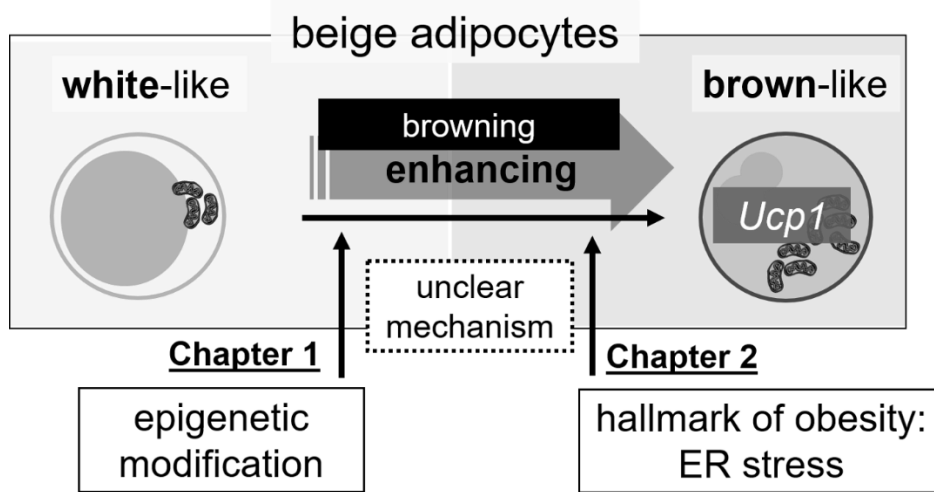 beige adipocytes
white-like
brown-like
browning
enhancing
Ucp1
unclear
mechanism
Chapter 1
Chapter 2
epigenetic
modification
hallmark of obesity:
ER stress